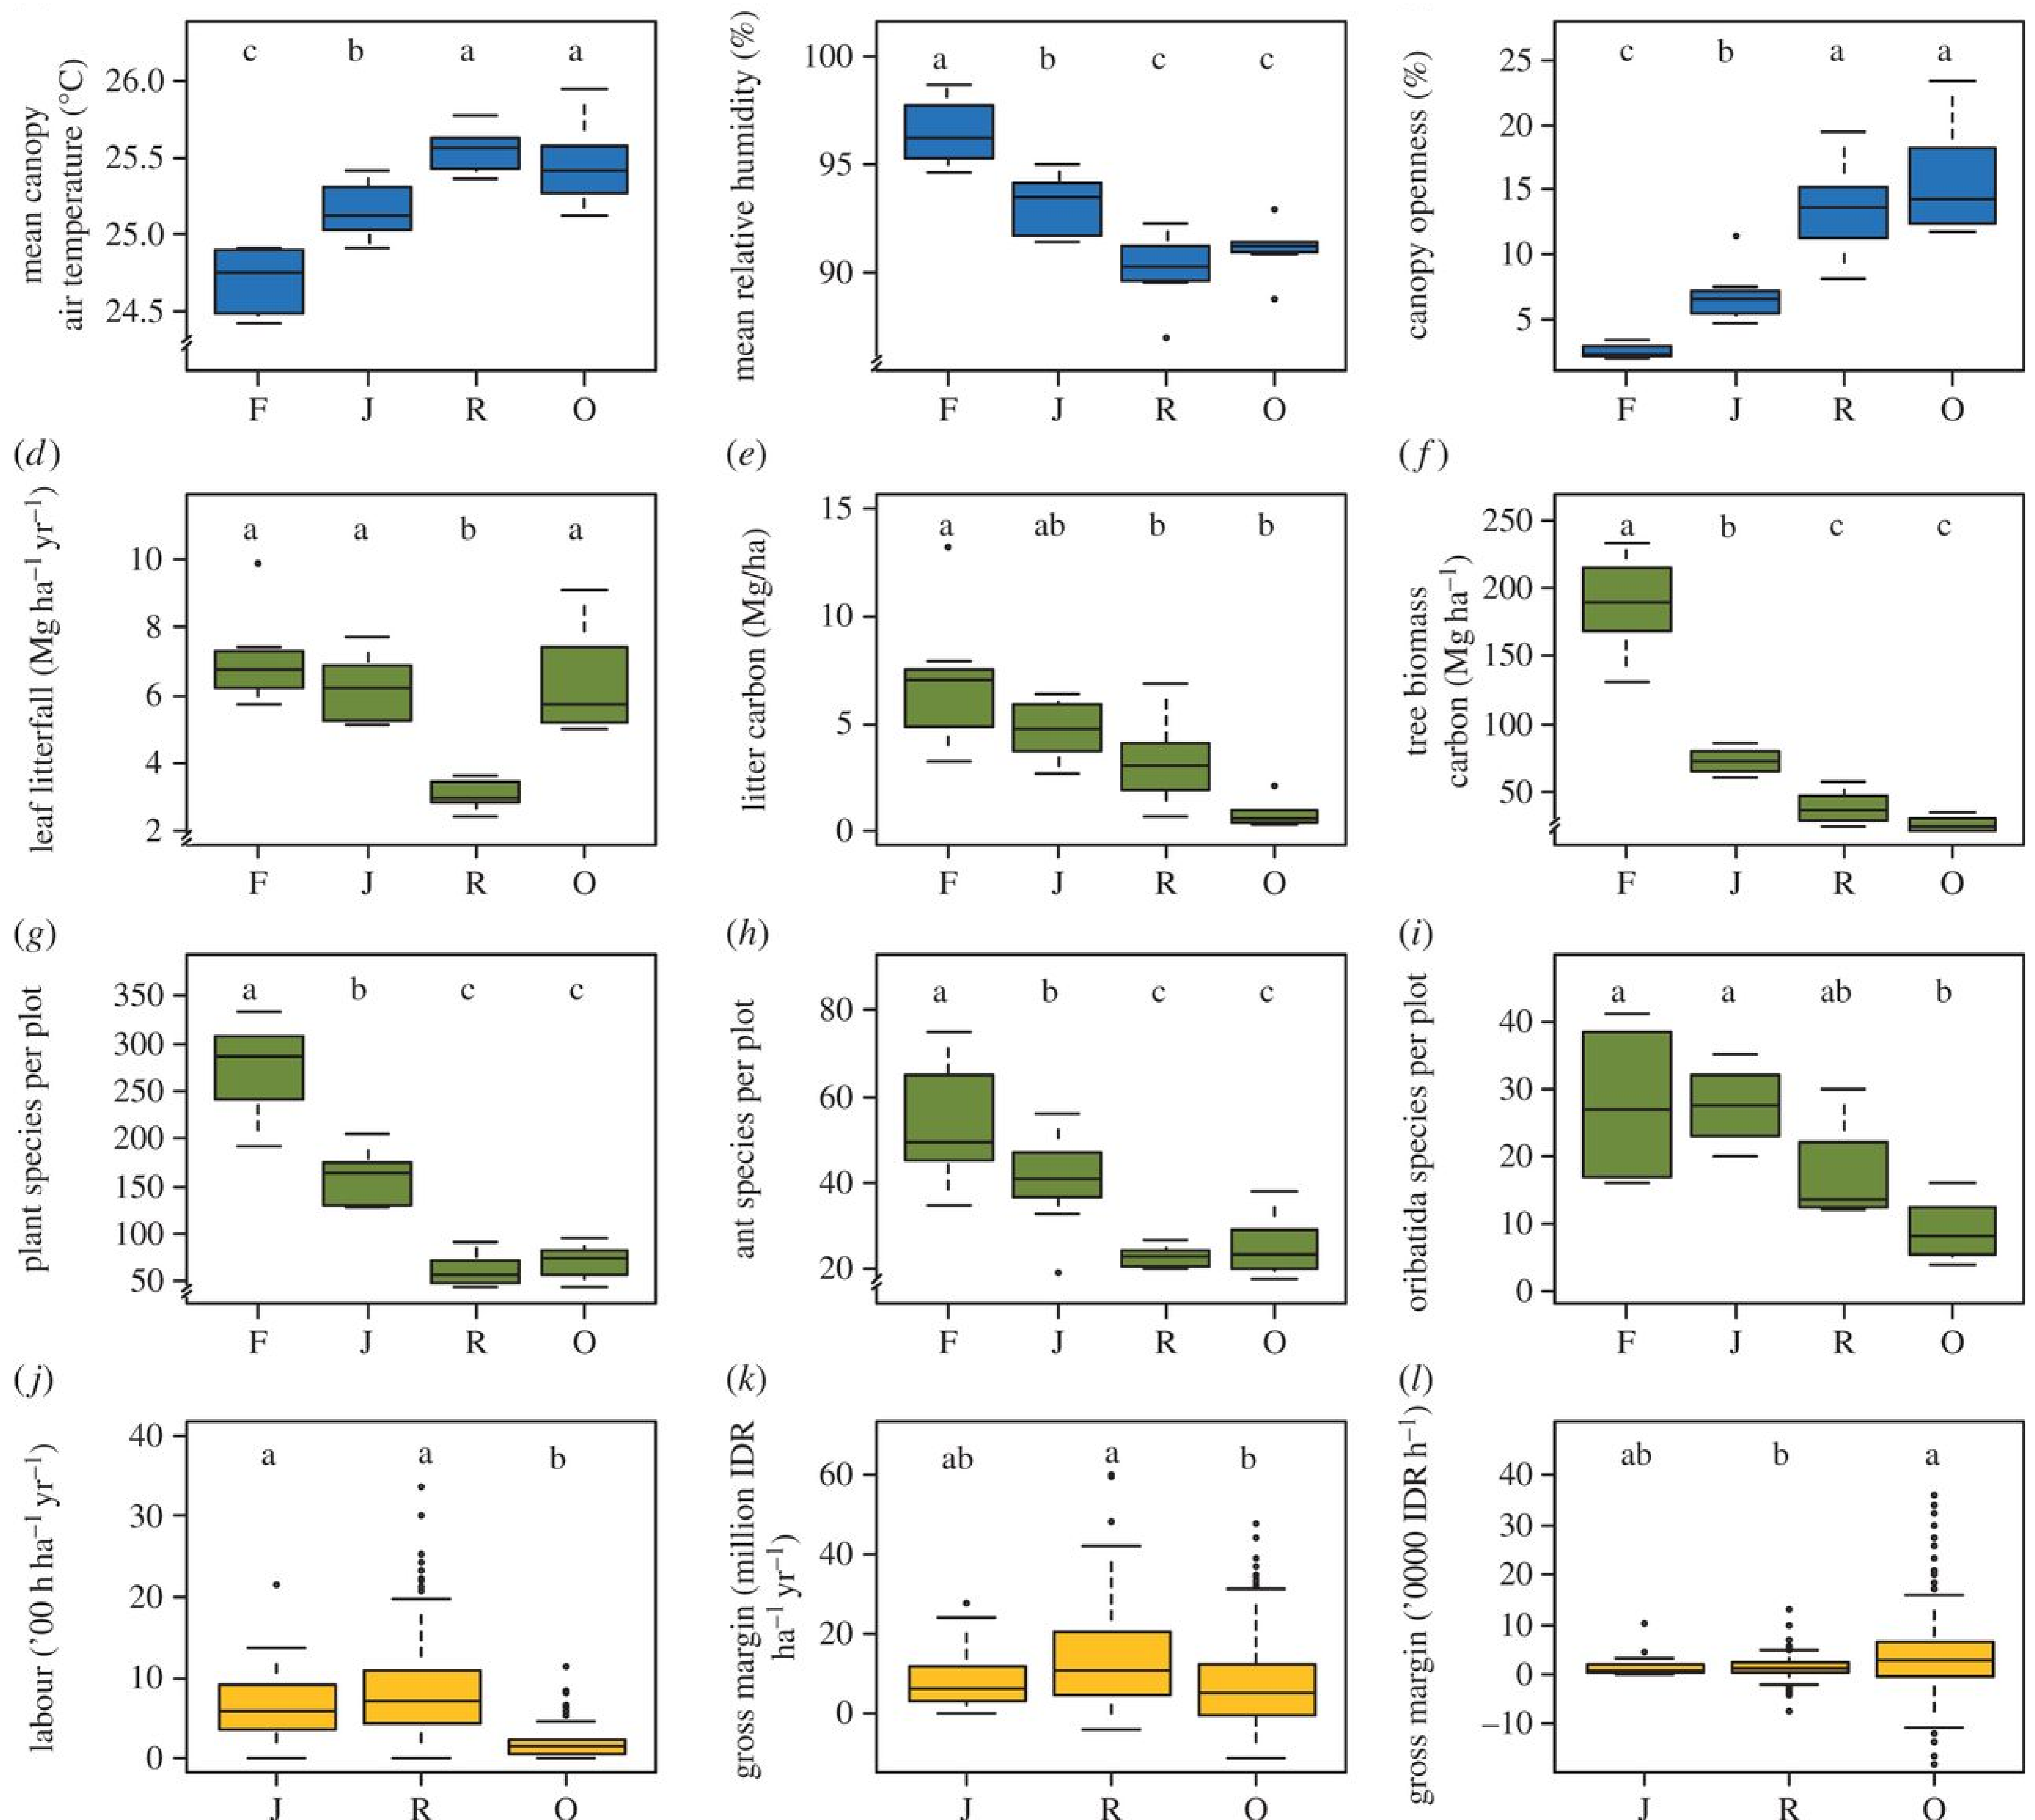 mean canopy
air temperature (°C)
26.0
25.5
25.0
24.5
c b a a
F J R O
mean relative humidity (%)
100
95
90
a b c c
F J R O
canopy openness (%)
25
20
15
10
5
c b a a
F J R O
(d)
leaf litterfall (Mg ha⁻¹ yr⁻¹)
10
8
6
4
2
a a b a
F J R O
(e)
litter carbon (Mg/ha)
15
10
5
0
a ab b b
F J R O
(f)
tree biomass
carbon (Mg ha⁻¹)
250
200
150
100
50
a b c c
F J R O
(g)
plant species per plot
350
300
250
200
150
100
50
a b c c
F J R O
(h)
ant species per plot
80
60
40
20
a b c c
F J R O
(i)
oribatida species per plot
40
30
20
10
0
a a ab b
F J R O
(j)
labour ('00 h ha⁻¹ yr⁻¹)
40
30
20
10
0
a a b
J R O
(k)
gross margin (million IDR
ha⁻¹ yr⁻¹)
60
40
20
0
ab a b
J R O
(l)
gross margin ('0000 IDR h⁻¹)
40
30
20
10
0
−10
ab b a
J R O